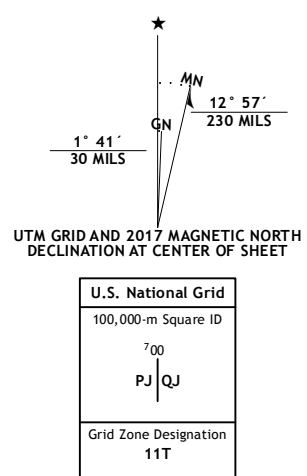 ★
MN
GN
12° 57´
230 MILS
1° 41´
30 MILS
UTM GRID AND 2017 MAGNETIC NORTH
DECLINATION AT CENTER OF SHEET
U.S. National Grid
100,000-m Square ID
⁷00
PJ QJ
Grid Zone Designation
11T